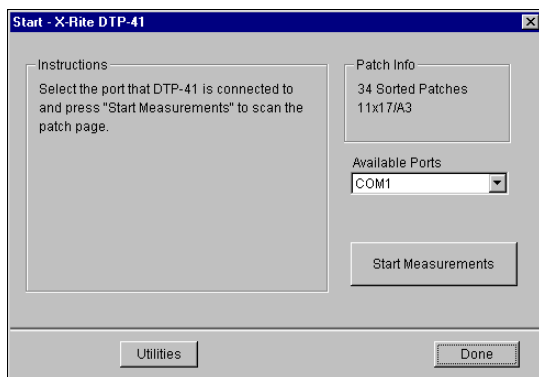 Start - X-Rite DTP-41
Instructions
Select the port that DTP-41 is connected to
and press "Start Measurements" to scan the
patch page.
Patch Info
34 Sorted Patches
11x17/A3
Available Ports
COM1
Start Measurements
Utilities
Done